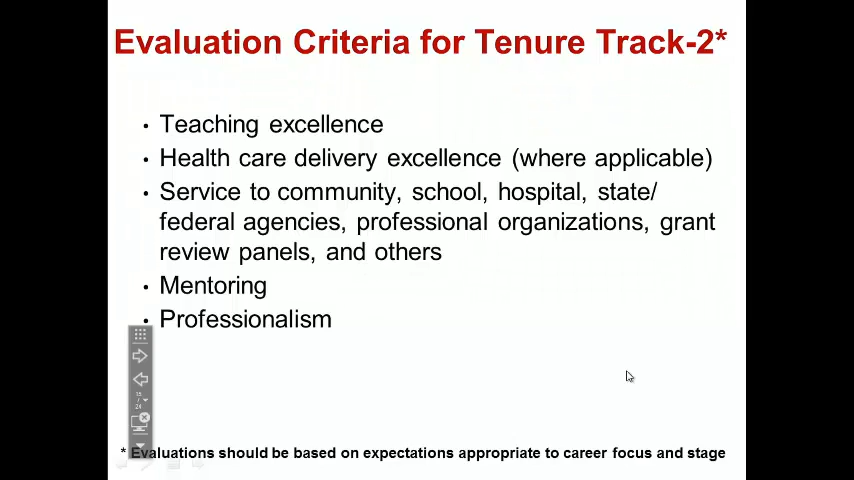 Evaluation Criteria for Tenure Track-2*
• Teaching excellence
• Health care delivery excellence (where applicable)
• Service to community, school, hospital, state/
federal agencies, professional organizations, grant
review panels, and others
• Mentoring
• Professionalism
* Evaluations should be based on expectations appropriate to career focus and stage